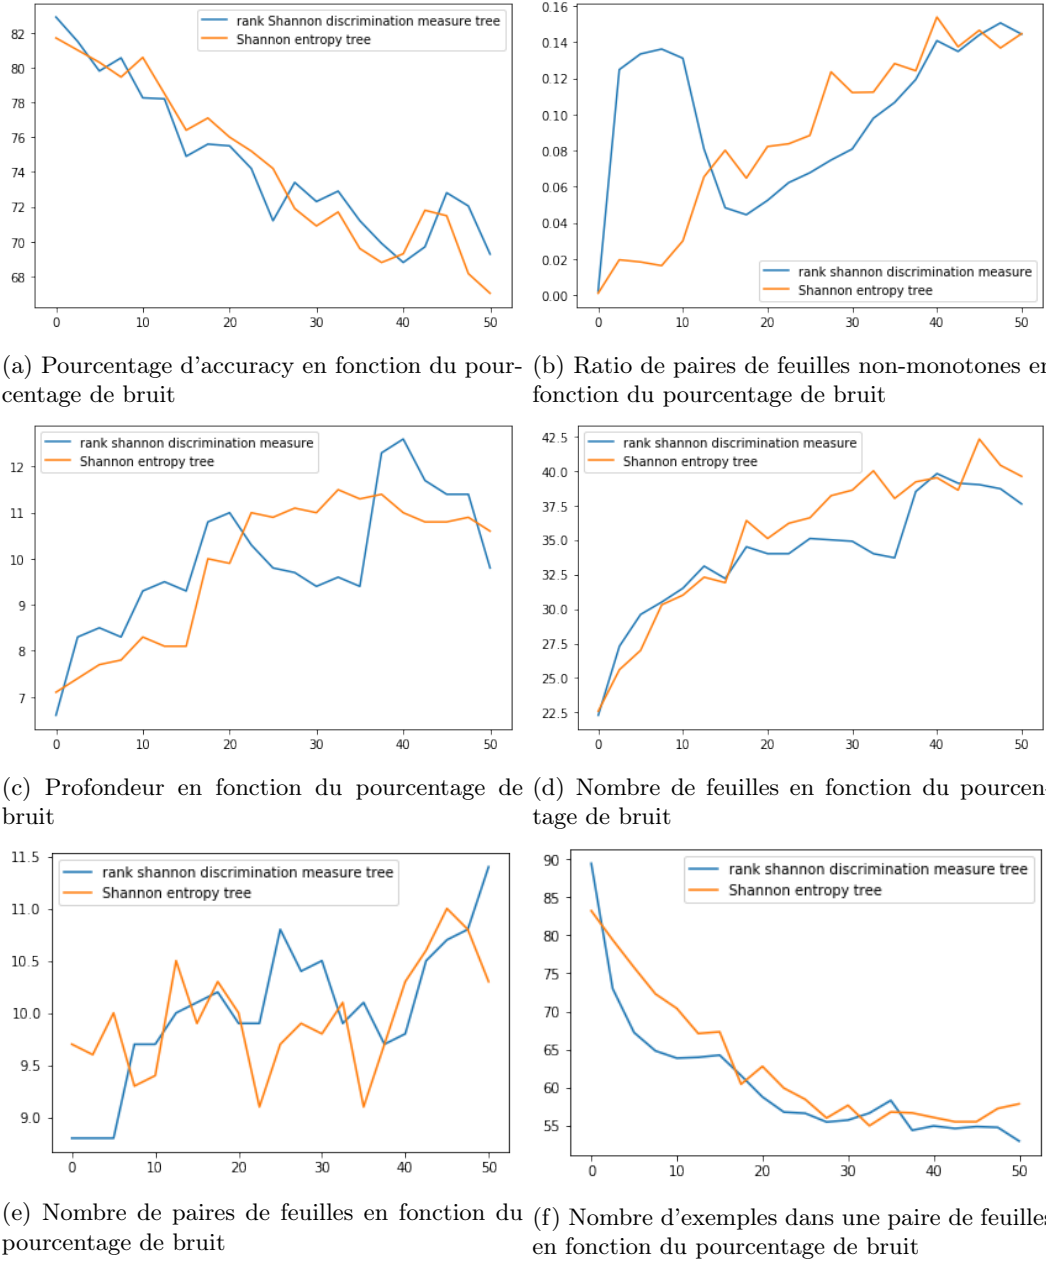 rank Shannon discrimination measure tree
Shannon entropy tree
82
80
78
76
74
72
70
68
0 10 20 30 40 50
0.16
0.14
0.12
0.10
0.08
0.06
0.04
0.02
0.00
rank shannon discrimination measure
Shannon entropy tree
0 10 20 30 40 50
(a) Pourcentage d'accuracy en fonction du pour-
centage de bruit
(b) Ratio de paires de feuilles non-monotones en
fonction du pourcentage de bruit
rank shannon discrimination measure
Shannon entropy tree
12
11
10
9
8
7
0 10 20 30 40 50
rank shannon discrimination measure
Shannon entropy tree
42.5
40.0
37.5
35.0
32.5
30.0
27.5
25.0
22.5
0 10 20 30 40 50
(c) Profondeur en fonction du pourcentage de
bruit
(d) Nombre de feuilles en fonction du pourcen-
tage de bruit
11.5
rank shannon discrimination measure tree
Shannon entropy tree
11.0
10.5
10.0
9.5
9.0
0 10 20 30 40 50
90
rank shannon discrimination measure tree
Shannon entropy tree
85
80
75
70
65
60
55
0 10 20 30 40 50
(e) Nombre de paires de feuilles en fonction du
pourcentage de bruit
(f) Nombre d'exemples dans une paire de feuilles
en fonction du pourcentage de bruit